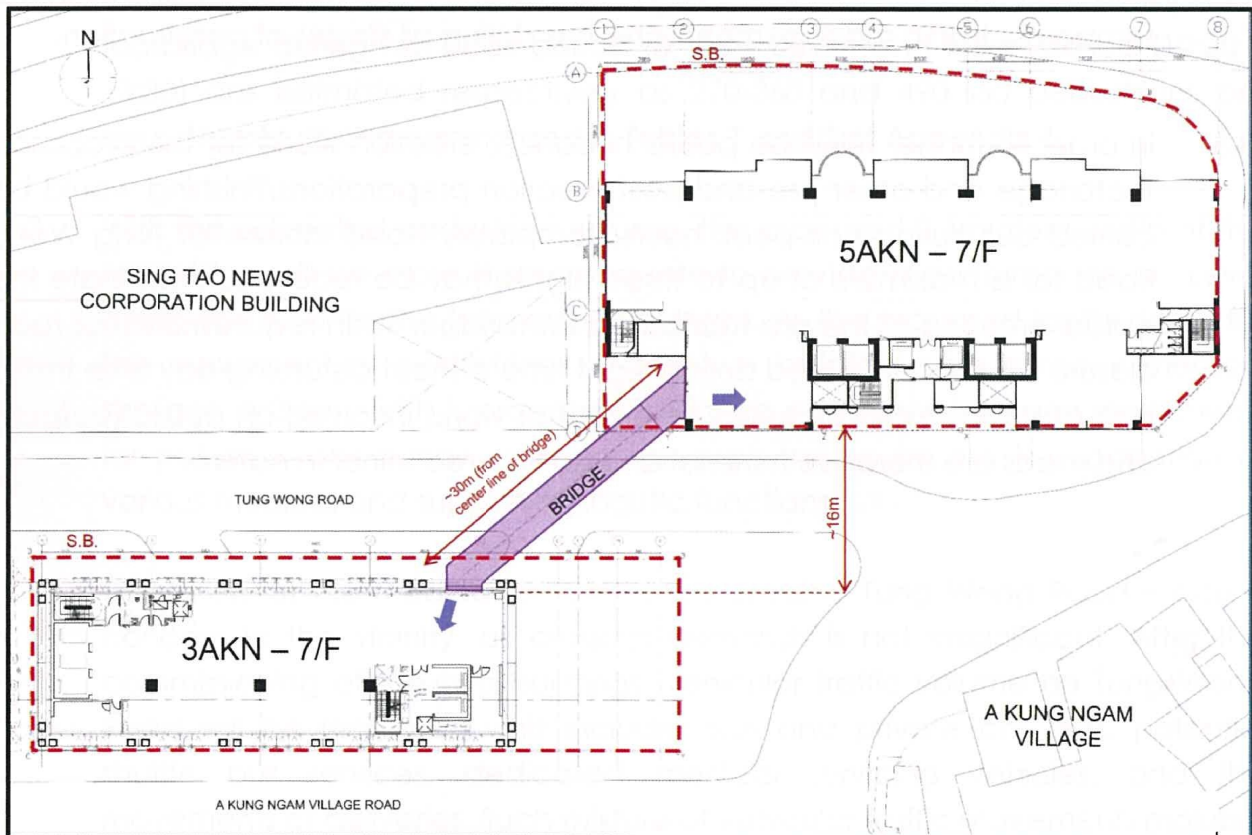 N
1
2
3
4
5
6
7
8
S.B.
A
B
5AKN – 7/F
C
SING TAO NEWS
CORPORATION BUILDING
~30m (from
center line of bridge)
BRIDGE
~16m
TUNG WONG ROAD
S.B.
3AKN – 7/F
A KUNG NGAM
VILLAGE
A KUNG NGAM VILLAGE ROAD